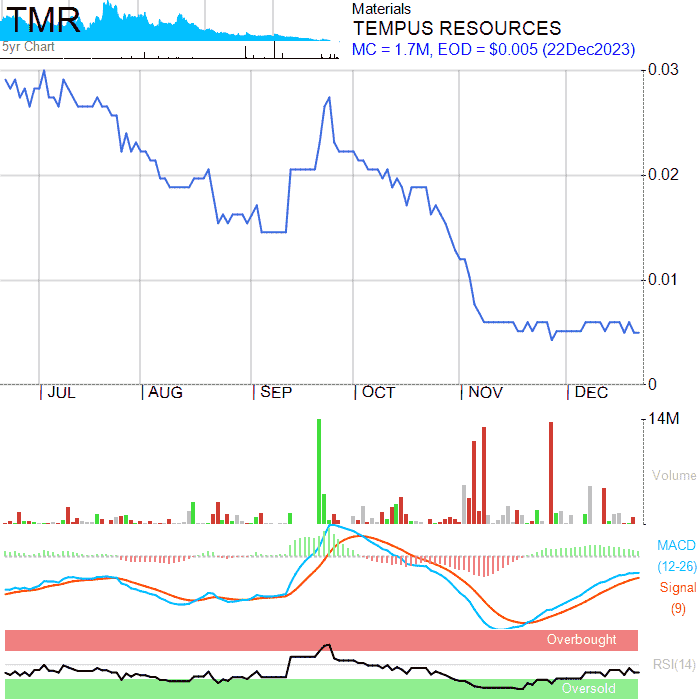 TMR
5yr Chart
Materials
TEMPUS RESOURCES
MC = 1.7M, EOD = $0.005 (22Dec2023)
0.03
0.02
0.01
0
JUL AUG SEP OCT NOV DEC
14M
Volume
MACD
(12-26)
Signal
(9)
Overbought
RSI(14)
Oversold